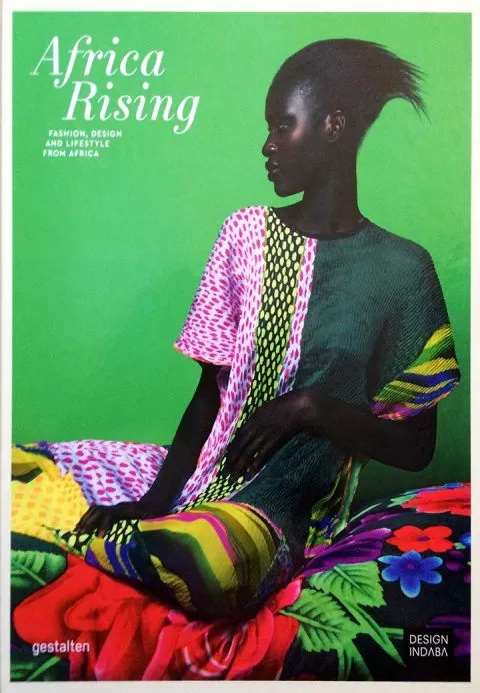 Africa
Rising
FASHION, DESIGN
AND LIFESTYLE
FROM AFRICA
gestalten
DESIGN
INDABA